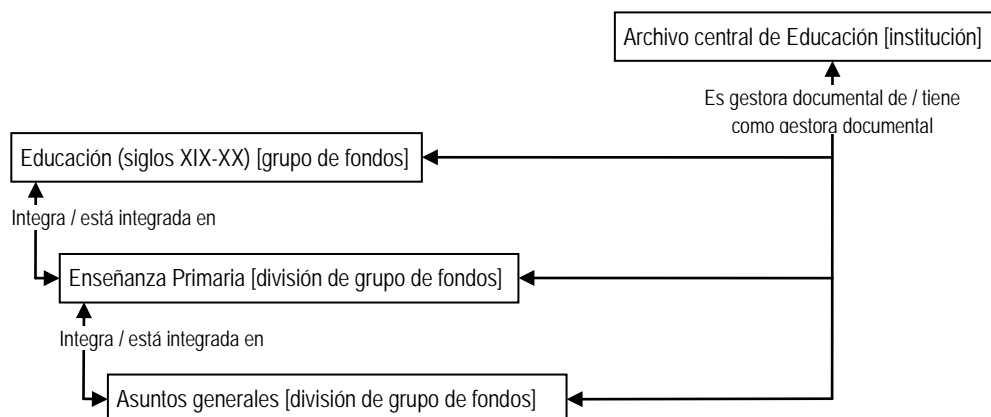 Archivo central de Educación [institución]
Es gestora documental de / tiene
como gestora documental
Educación (siglos XIX-XX) [grupo de fondos]
Integra / está integrada en
Enseñanza Primaria [división de grupo de fondos]
Integra / está integrada en
Asuntos generales [división de grupo de fondos]